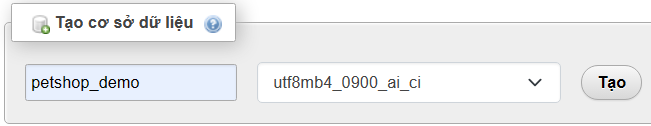 Tạo cơ sở dữ liệu
petshop_demo utf8mb4_0900_ai_ci Tạo